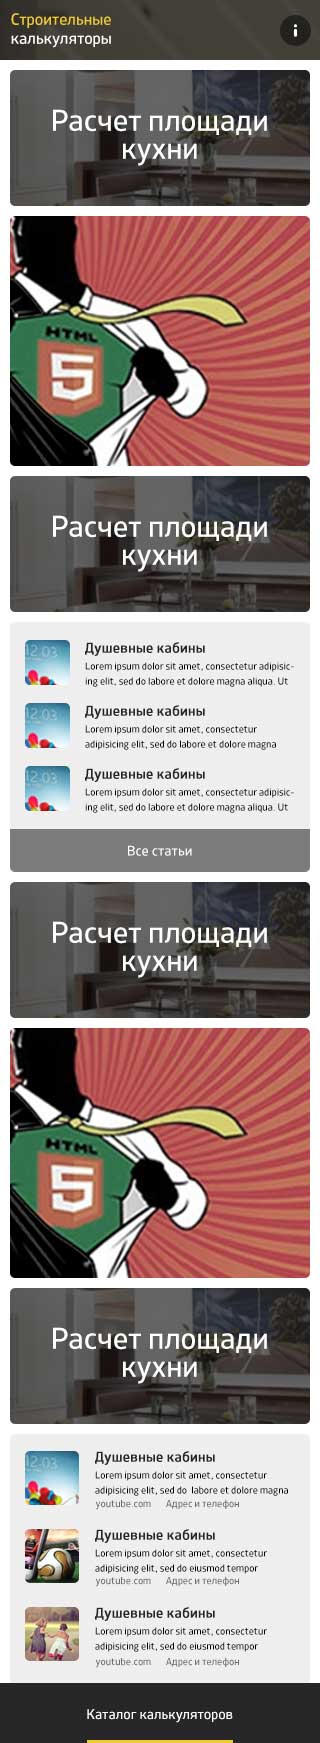 Строительные
калькуляторы
Расчет площади
кухни
HTML
5
Расчет площади
кухни
12.03
Душевные кабины
Lorem ipsum dolor sit amet, consectetur adipisic-
ing elit, sed do labore et dolore magna aliqua. Ut
12.03
Душевные кабины
Lorem ipsum dolor sit amet, consectetur
adipisicing elit, sed do labore et dolore magna
12.03
Душевные кабины
Lorem ipsum dolor sit amet, consectetur adipisic-
ing elit, sed do labore et dolore magna aliqua. Ut
Все статьи
Расчет площади
кухни
HTML
5
Расчет площади
кухни
12.03
Душевные кабины
Lorem ipsum dolor sit amet, consectetur
adipisicing elit, sed do labore et dolore magna
youtube.com Адрес и телефон
Душевные кабины
Lorem ipsum dolor sit amet, consectetur
adipisicing elit, sed do eiusmod tempor
youtube.com Адрес и телефон
Душевные кабины
Lorem ipsum dolor sit amet, consectetur
adipisicing elit, sed do eiusmod tempor
youtube.com Адрес и телефон
Каталог калькуляторов